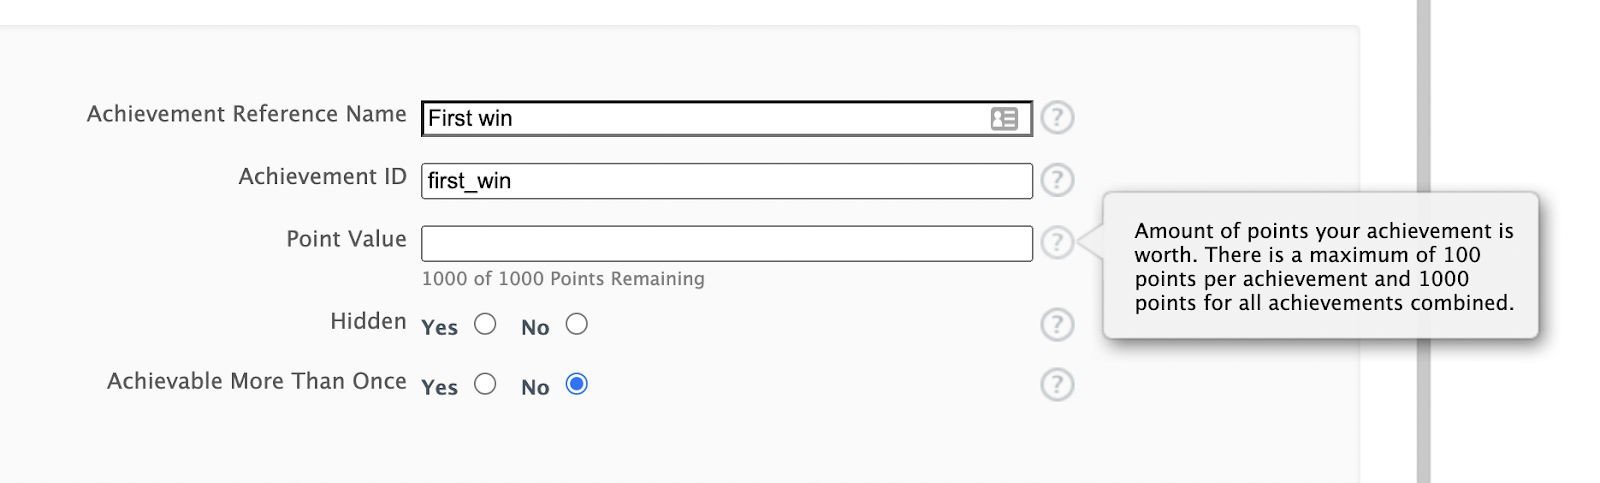 Achievement Reference Name First win ?
Achievement ID first_win ?
Point Value ?
1000 of 1000 Points Remaining
Amount of points your achievement is
worth. There is a maximum of 100
points per achievement and 1000
points for all achievements combined.
Hidden Yes No ?
Achievable More Than Once Yes No ?